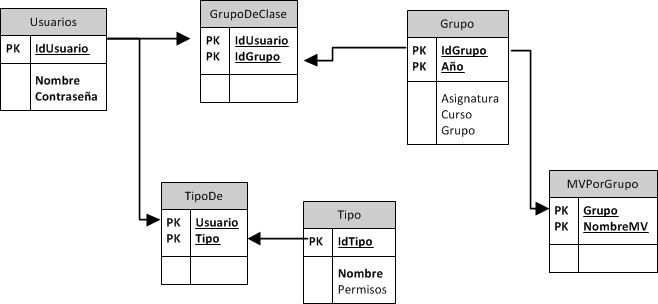 Usuarios
PK IdUsuario
Nombre
Contraseña
GrupoDeClase
PK IdUsuario
PK IdGrupo
Grupo
PK IdGrupo
PK Año
Asignatura
Curso
Grupo
TipoDe
PK Usuario
PK Tipo
Tipo
PK IdTipo
Nombre
Permisos
MVPorGrupo
PK Grupo
PK NombreMV